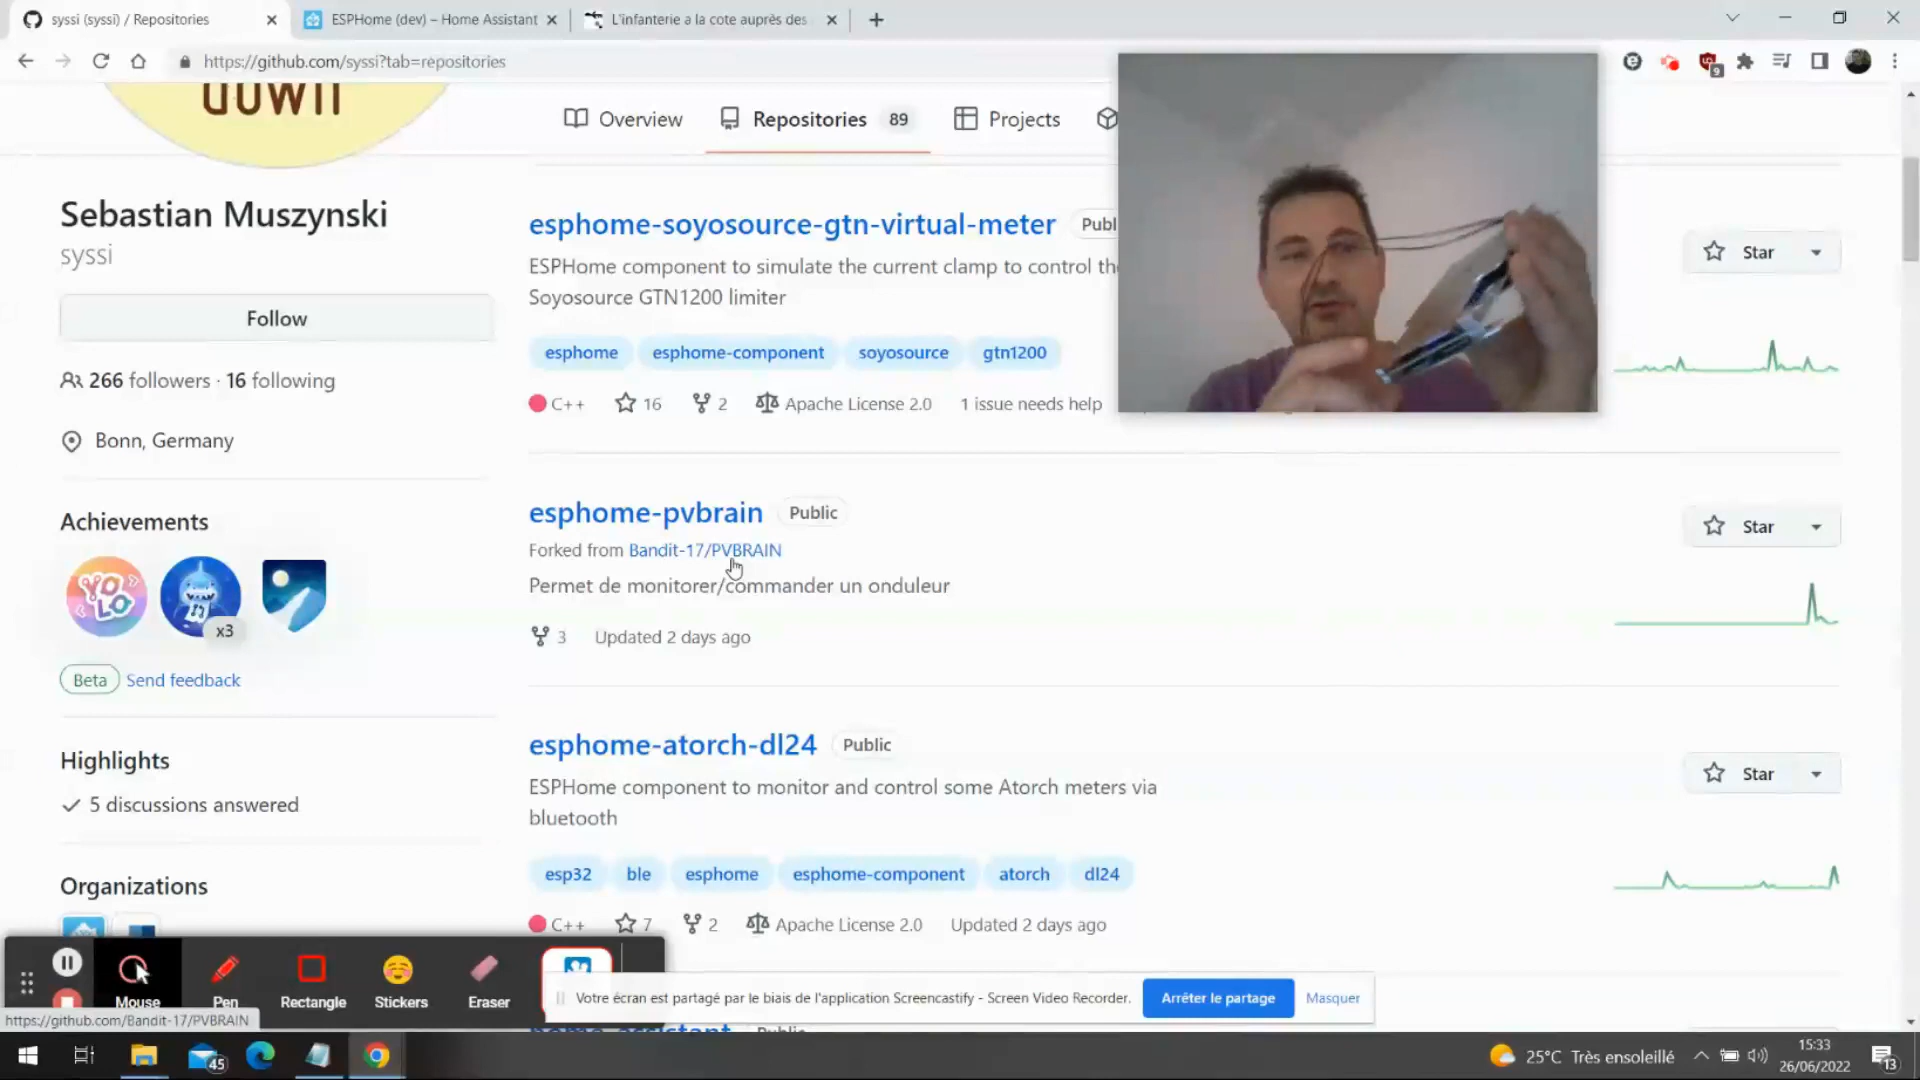 syssi (syssi) / Repositories
ESPHome (dev) – Home Assistant
L'infanterie a la cote auprès des
https://github.com/syssi?tab=repositories
9
down
Overview
Repositories 89
Projects
Sebastian Muszynski
syssi
Follow
266 followers · 16 following
Bonn, Germany
Achievements
YOLO
x3
Beta Send feedback
Highlights
5 discussions answered
Organizations
esphome-soyosource-gtn-virtual-meter Publ
ESPHome component to simulate the current clamp to control th
Soyosource GTN1200 limiter
esphome esphome-component soyosource gtn1200
C++ 16 2 Apache License 2.0 1 issue needs help
Star
esphome-pvbrain Public
Forked from Bandit-17/PVBRAIN
Permet de monitorer/commander un onduleur
3 Updated 2 days ago
Star
esphome-atorch-dl24 Public
ESPHome component to monitor and control some Atorch meters via
bluetooth
esp32 ble esphome esphome-component atorch dl24
C++ 7 2 Apache License 2.0 Updated 2 days ago
Star
home-assistant Public
Mouse Pen Rectangle Stickers Eraser
Votre écran est partagé par le biais de l'application Screencastify - Screen Video Recorder.
Arrêter le partage Masquer
https://github.com/Bandit-17/PVBRAIN
45
25°C Très ensoleillé
15:33
26/06/2022
13